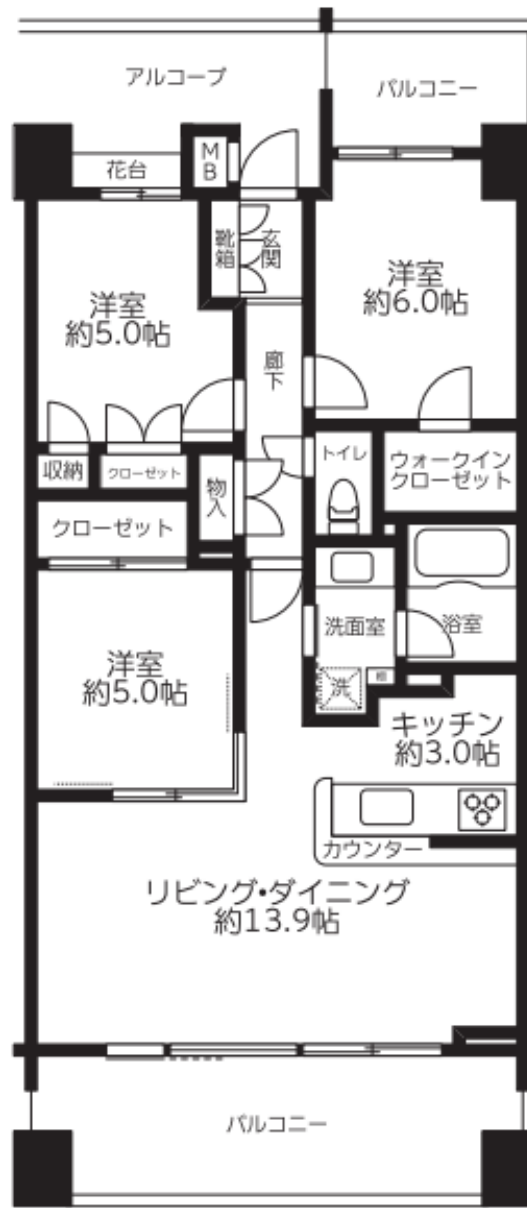 アルコーブ
バルコニー
花台
MB
靴箱
玄関
洋室
約5.0帖
洋室
約6.0帖
廊下
収納
クローゼット
物入
トイレ
ウォークイン
クローゼット
クローゼット
洗面室
浴室
洋室
約5.0帖
洗
棚
キッチン
約3.0帖
カウンター
リビング・ダイニング
約13.9帖
バルコニー